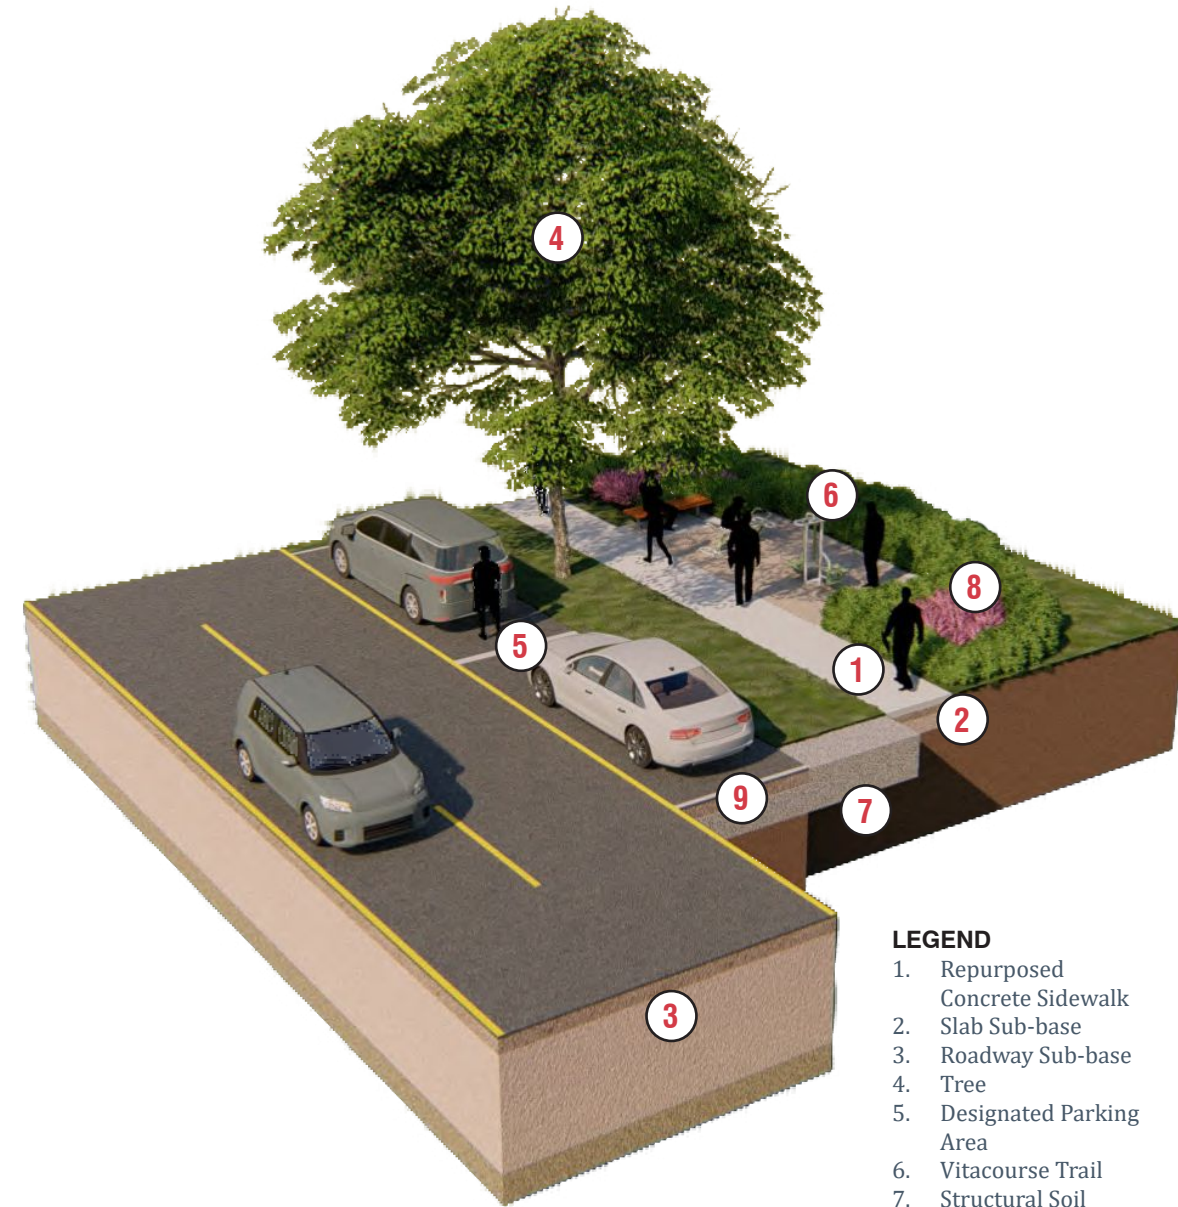 4
6
8
5
1
2
9
7
3
LEGEND
1. Repurposed
Concrete Sidewalk
2. Slab Sub-base
3. Roadway Sub-base
4. Tree
5. Designated Parking
Area
6. Vitacourse Trail
7. Structural Soil